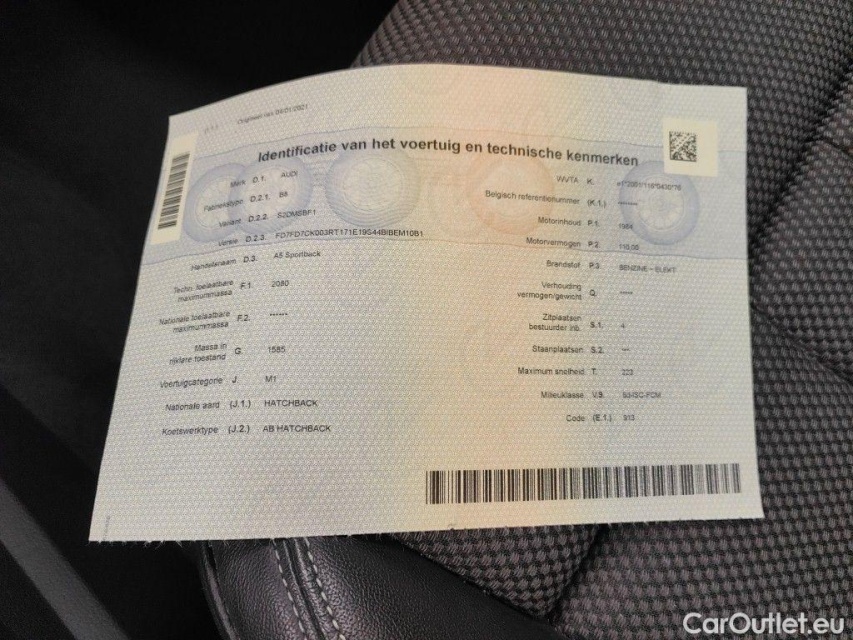 Identificatie van het voertuig en technische kenmerken
Merk D.1. AUDI
Fabriekstype D.2.1. B8
Variant D.2.2. S2DMSBF1
Versie D.2.3. FD7FD7CK003RT171E19S44BIBEM10B1
Handelsnaam D.3. A5 Sportback
Techn. toelaatbare
maximummassa F.1. 2080
Nationale toelaatbare
maximummassa F.2. ------
Massa in
rijklare toestand G. 1585
Voertuigcategorie J. M1
Nationale aard (J.1.) HATCHBACK
Koetswerktype (J.2.) AB HATCHBACK
WVTA K.
Belgisch referentienummer (K.1.) -------
Motorinhoud P.1. 1984
Motorvermogen P.2. 110.00
Brandstof P.3. BENZINE - ELEKT
Verhouding
vermogen/gewicht Q. ----
Zitplaatsen
bestuurder inb. S.1. 4
Staanplaatsen S.2. ---
Maximum snelheid T. 223
Milieuklasse V.9.
Code (E.1.) 913
CarOutlet.eu